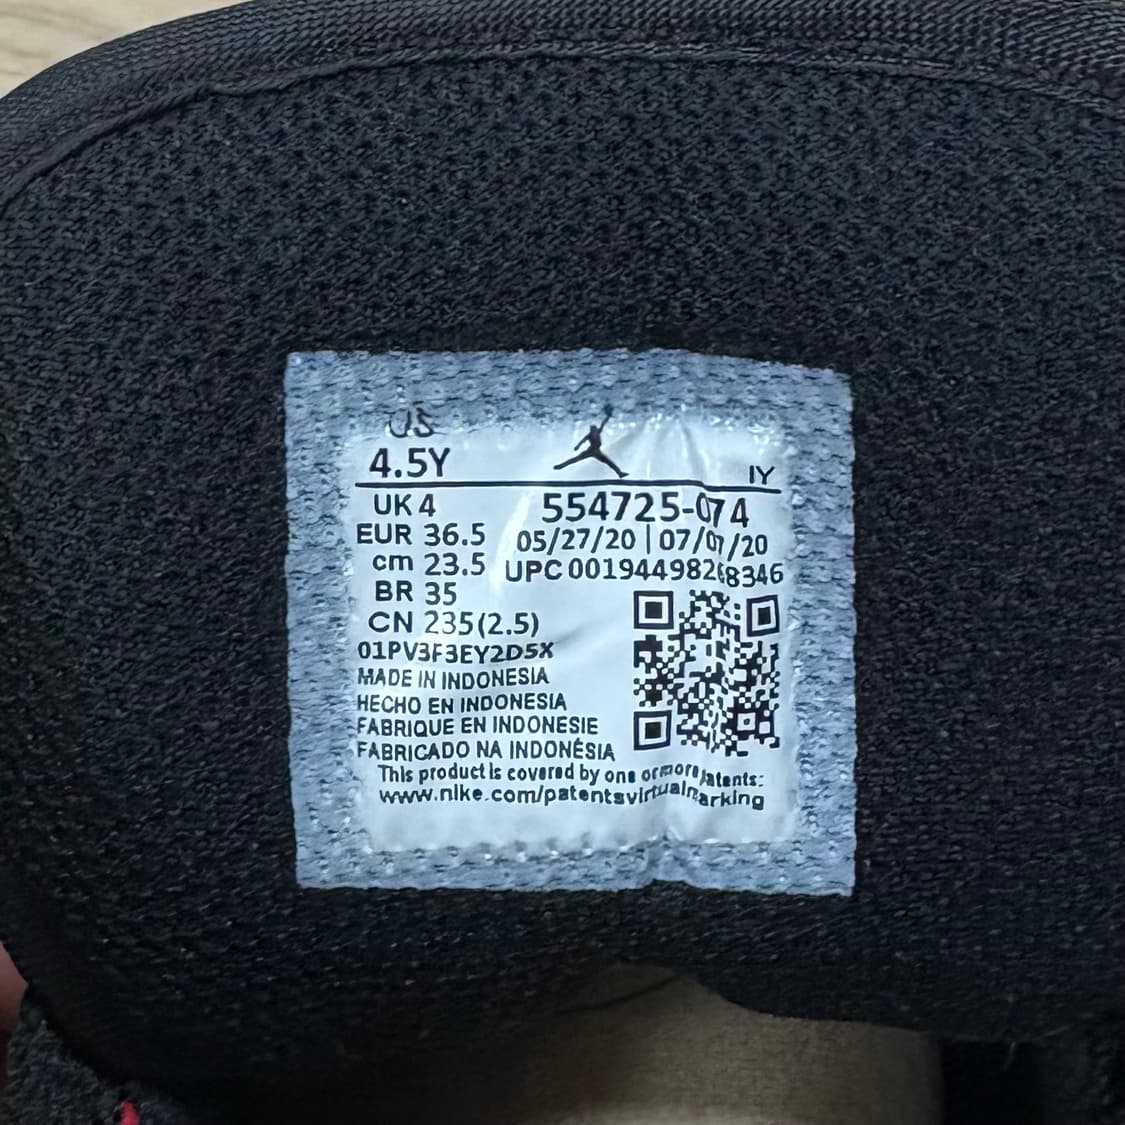 US
4.5Y
IY
UK 4
554725-074
EUR 36.5
05/27/20 | 07/07/20
cm 23.5
UPC 00194498268346
BR 35
CN 235(2.5)
01PV3F3EY2D5X
MADE IN INDONESIA
HECHO EN INDONESIA
FABRIQUE EN INDONESIE
FABRICADO NA INDONÉSIA
This product is covered by one or more patents:
www.nike.com/patentsvirtualmarking